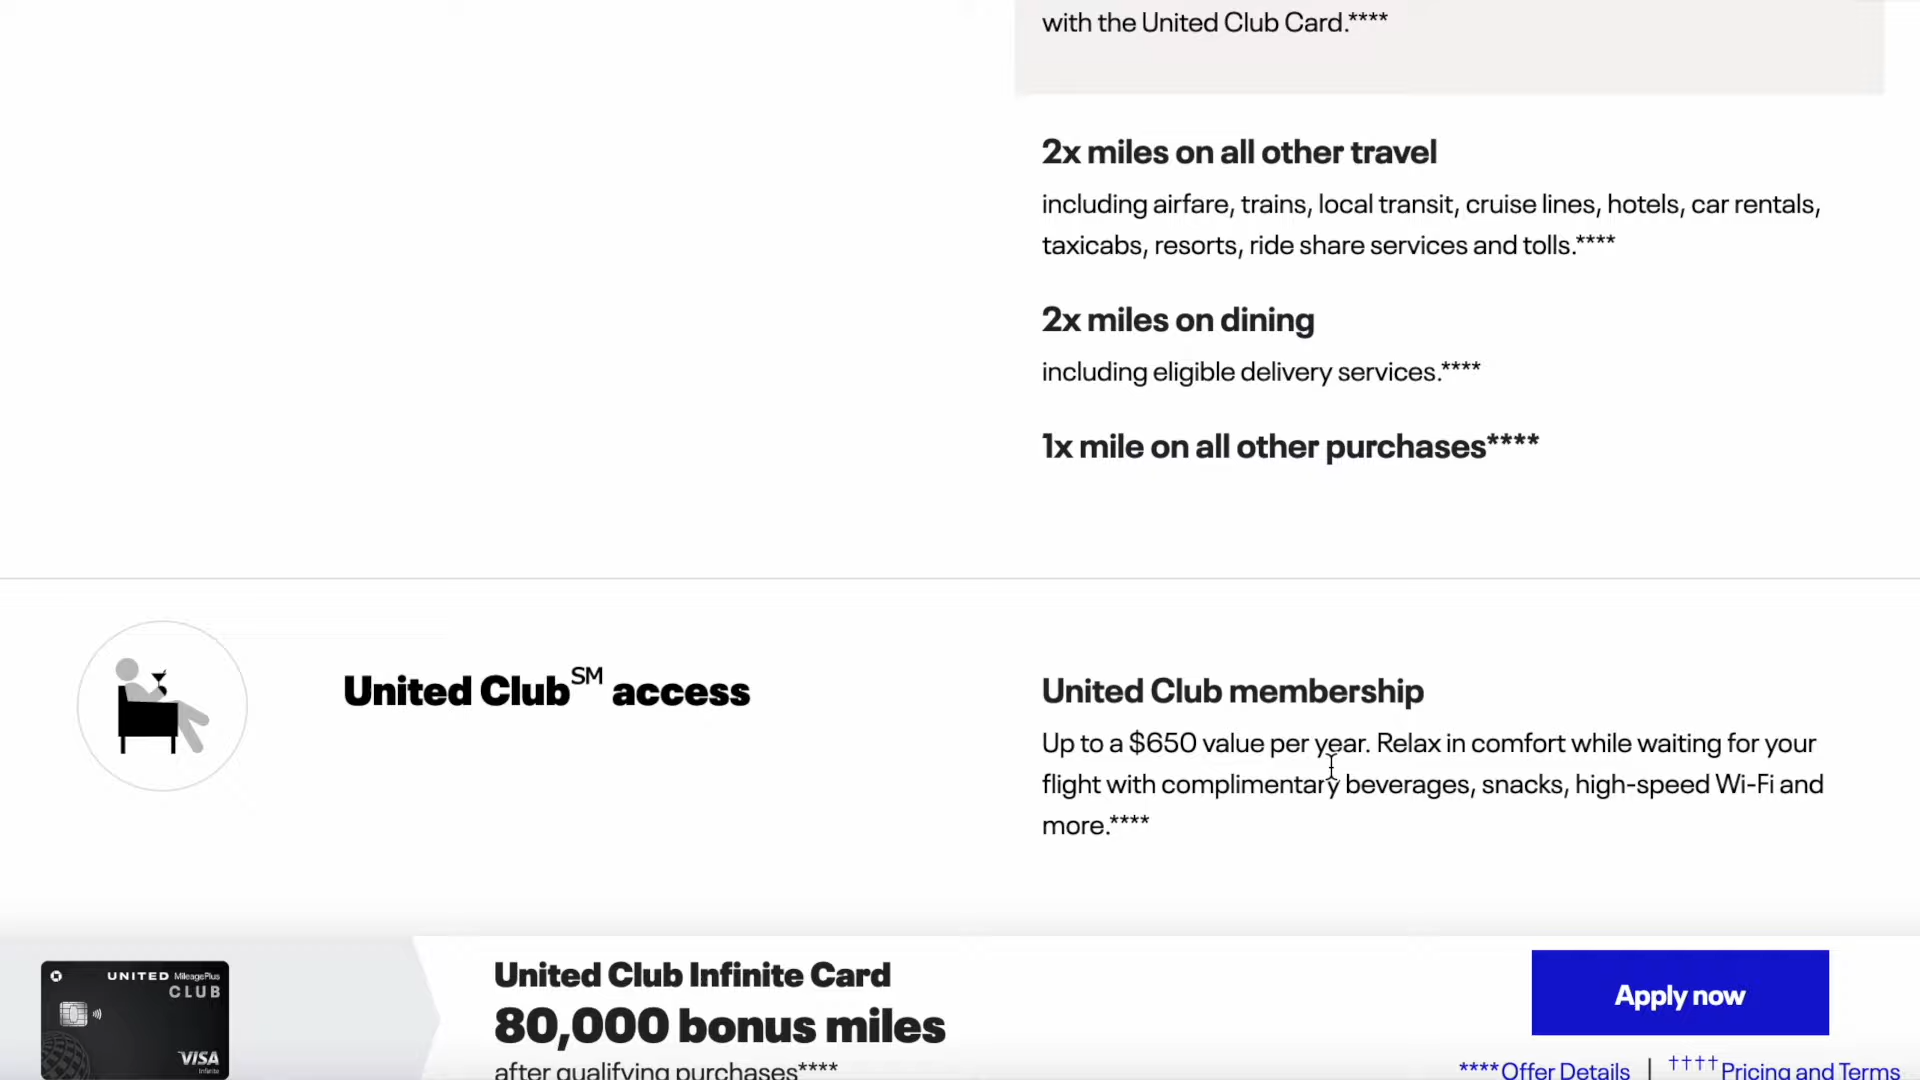 with the United Club Card.****
2x miles on all other travel
including airfare, trains, local transit, cruise lines, hotels, car rentals,
taxicabs, resorts, ride share services and tolls.****
2x miles on dining
including eligible delivery services.****
1x mile on all other purchases****
United Club℠ access
United Club membership
Up to a $650 value per year. Relax in comfort while waiting for your
flight with complimentary beverages, snacks, high-speed Wi-Fi and
more.****
UNITED MileagePlus
CLUB
VISA
Infinite
United Club Infinite Card
80,000 bonus miles
after qualifying purchases****
Apply now
****Offer Details | ††††Pricing and Terms